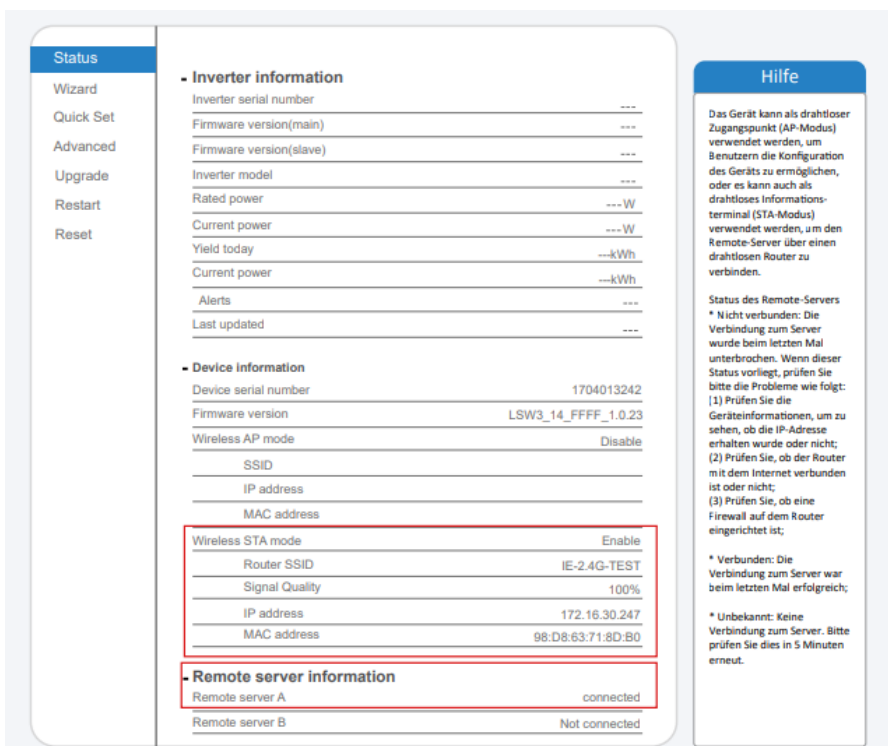 Status
Wizard
Quick Set
Advanced
Upgrade
Restart
Reset
- Inverter information
Inverter serial number ---
Firmware version(main) ---
Firmware version(slave) ---
Inverter model ---
Rated power ---W
Current power ---W
Yield today ---kWh
Current power ---kWh
Alerts ---
Last updated ---
- Device information
Device serial number 1704013242
Firmware version LSW3_14_FFFF_1.0.23
Wireless AP mode Disable
SSID
IP address
MAC address
Wireless STA mode Enable
Router SSID IE-2.4G-TEST
Signal Quality 100%
IP address 172.16.30.247
MAC address 98:D8:63:71:8D:B0
- Remote server information
Remote server A connected
Remote server B Not connected
Hilfe
Das Gerät kann als drahtloser
Zugangspunkt (AP-Modus)
verwendet werden, um
Benutzern die Konfiguration
des Geräts zu ermöglichen,
oder es kann auch als
drahtloses Informations-
terminal (STA-Modus)
verwendet werden, um den
Remote-Server über einen
drahtlosen Router zu
verbinden.
Status des Remote-Servers
* Nicht verbunden: Die
Verbindung zum Server
wurde beim letzten Mal
unterbrochen. Wenn dieser
Status vorliegt, prüfen Sie
bitte die Probleme wie folgt:
(1) Prüfen Sie die
Geräteinformationen, um zu
sehen, ob die IP-Adresse
erhalten wurde oder nicht;
(2) Prüfen Sie, ob der Router
mit dem Internet verbunden
ist oder nicht;
(3) Prüfen Sie, ob eine
Firewall auf dem Router
eingerichtet ist;
* Verbunden: Die
Verbindung zum Server war
beim letzten Mal erfolgreich;
* Unbekannt: Keine
Verbindung zum Server. Bitte
prüfen Sie dies in 5 Minuten
erneut.